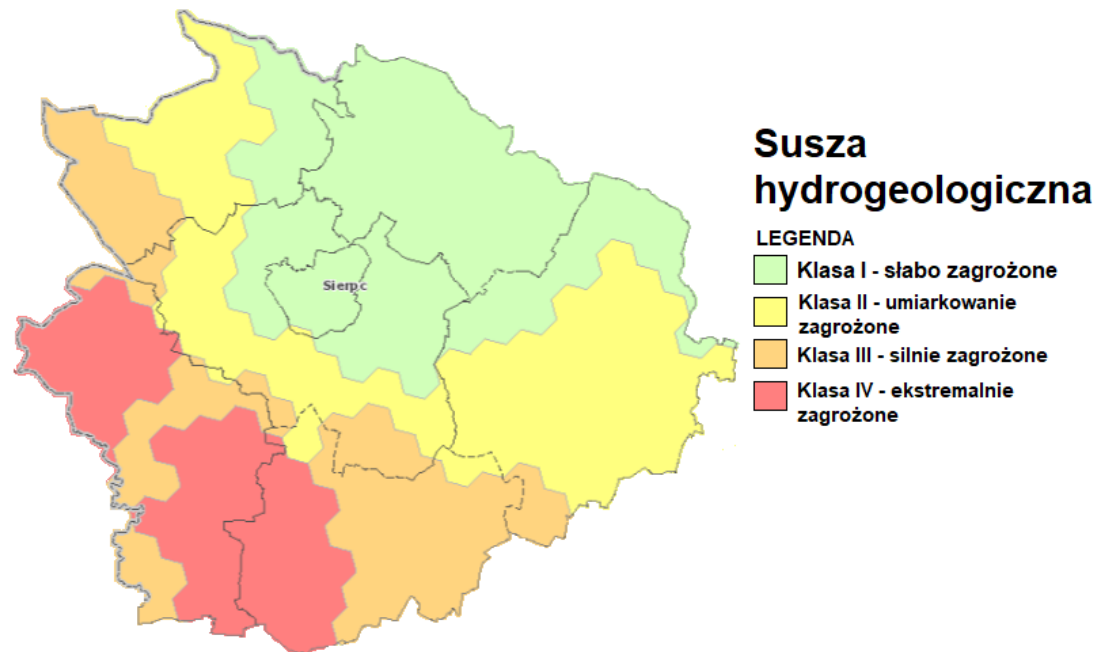 Susza
hydrogeologiczna
LEGENDA
Klasa I - słabo zagrożone
Klasa II - umiarkowanie
zagrożone
Klasa III - silnie zagrożone
Klasa IV - ekstremalnie
zagrożone
Sierpc